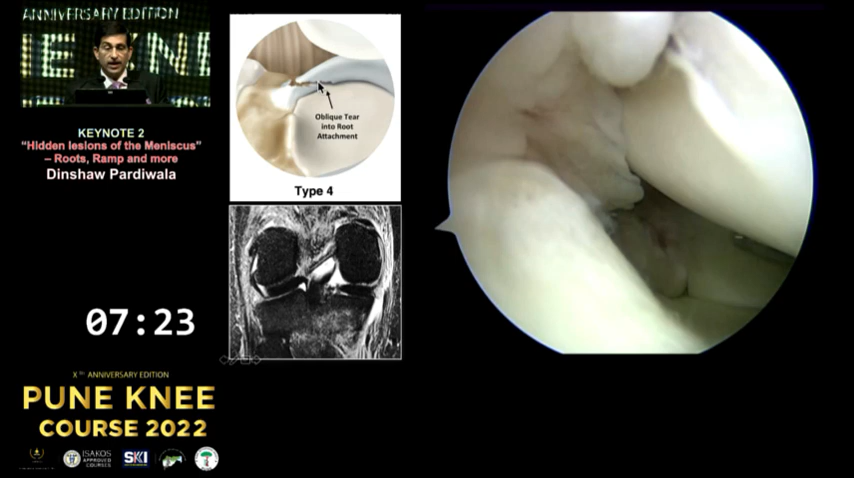 ANNIVERSARY EDITION
KEYNOTE 2
“Hidden lesions of the Meniscus”
– Roots, Ramp and more
Dinshaw Pardiwala
07:23
X TH ANNIVERSARY EDITION
PUNE KNEE
COURSE 2022
ISAKOS
APPROVED
COURSES
SKI
Oblique Tear
into Root
Attachment
Type 4